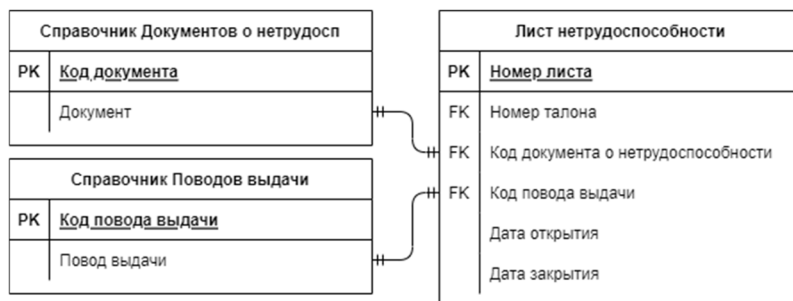 Справочник Документов о нетрудосп
PK Код документа
Документ
Справочник Поводов выдачи
PK Код повода выдачи
Повод выдачи
Лист нетрудоспособности
PK Номер листа
FK Номер талона
FK Код документа о нетрудоспособности
FK Код повода выдачи
Дата открытия
Дата закрытия